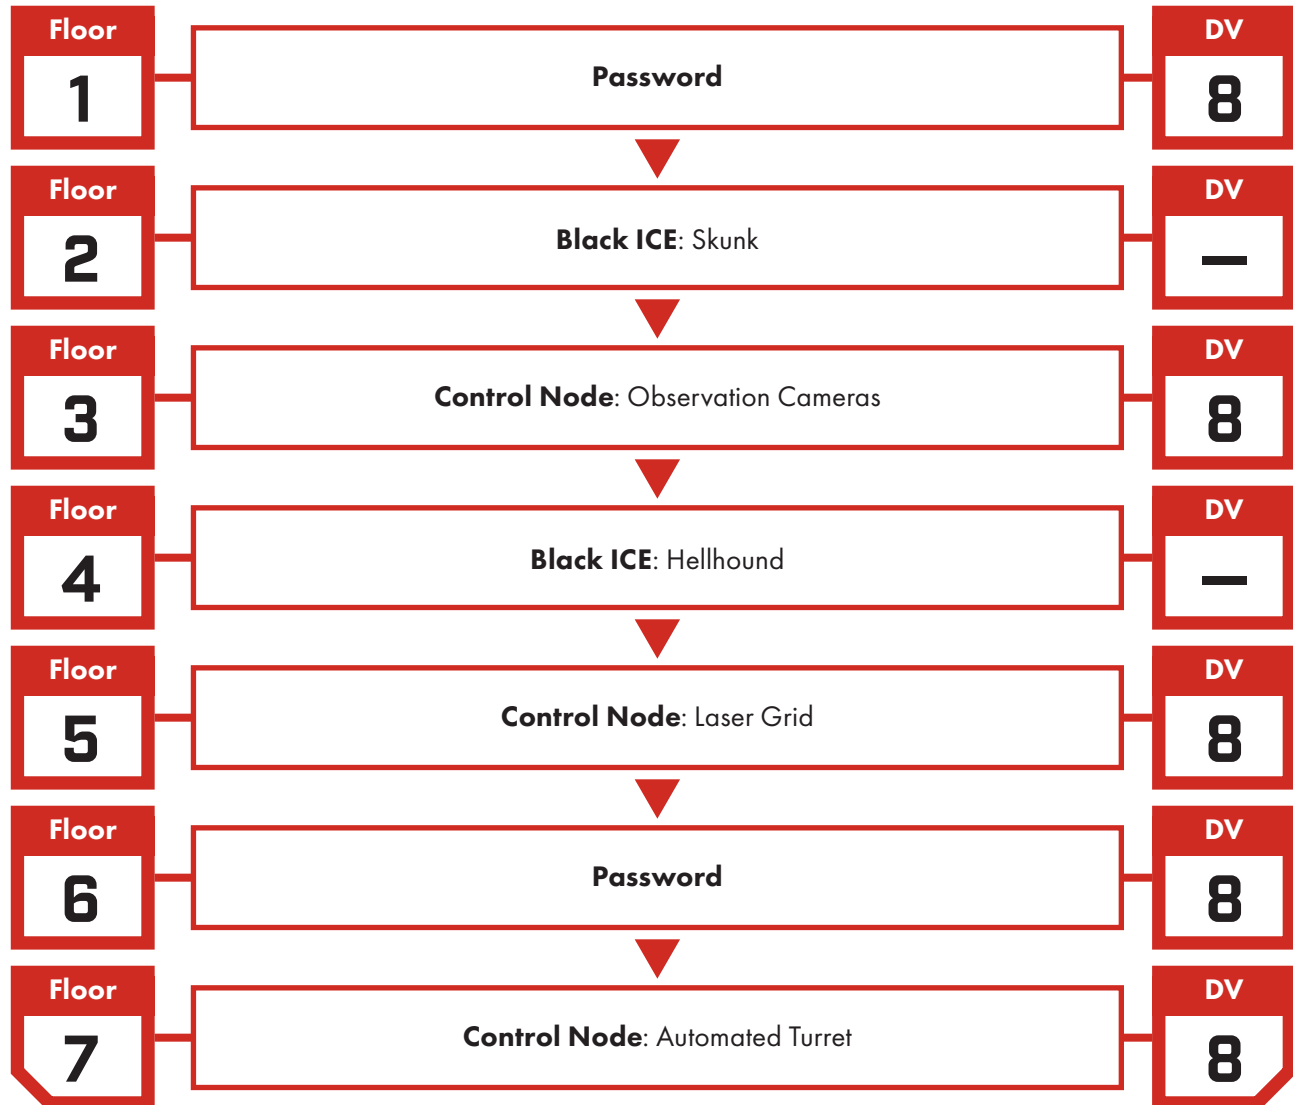 Floor
1
Password
DV
8
Floor
2
Black ICE: Skunk
DV
—
Floor
3
Control Node: Observation Cameras
DV
8
Floor
4
Black ICE: Hellhound
DV
—
Floor
5
Control Node: Laser Grid
DV
8
Floor
6
Password
DV
8
Floor
7
Control Node: Automated Turret
DV
8